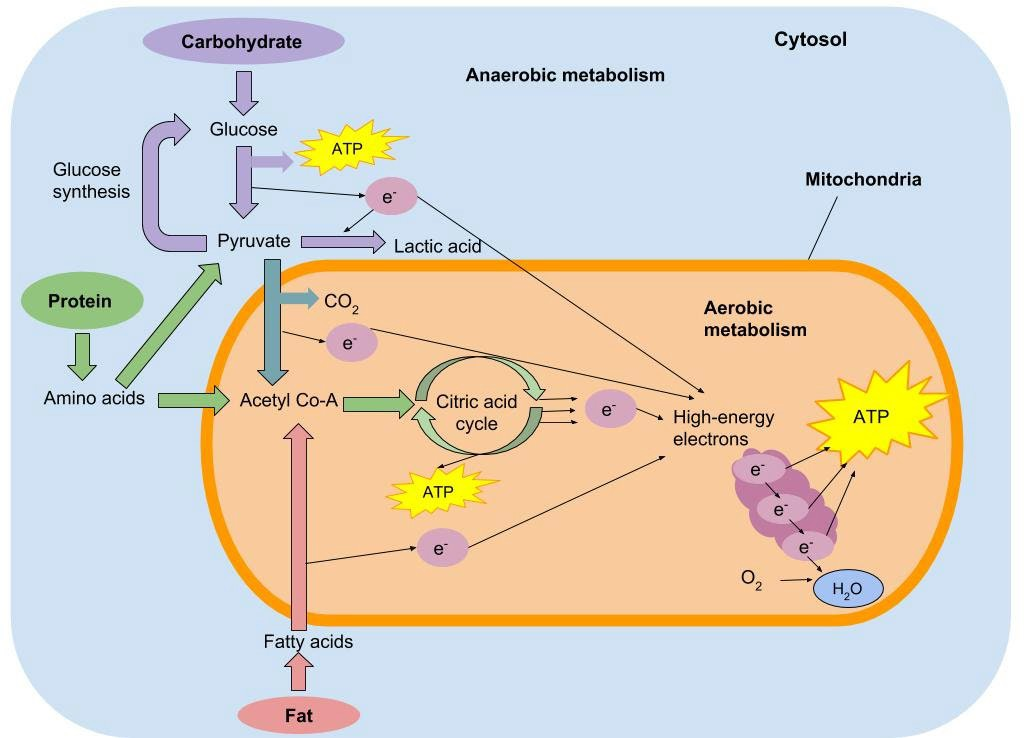 Carbohydrate
Cytosol
Anaerobic metabolism
Glucose
ATP
Glucose
synthesis
Mitochondria
e-
Pyruvate
Lactic acid
Protein
CO2
Aerobic
metabolism
e-
Amino acids
Acetyl Co-A
Citric acid
cycle
e-
High-energy
electrons
ATP
e-
ATP
e-
e-
e-
O2
H2O
Fatty acids
Fat